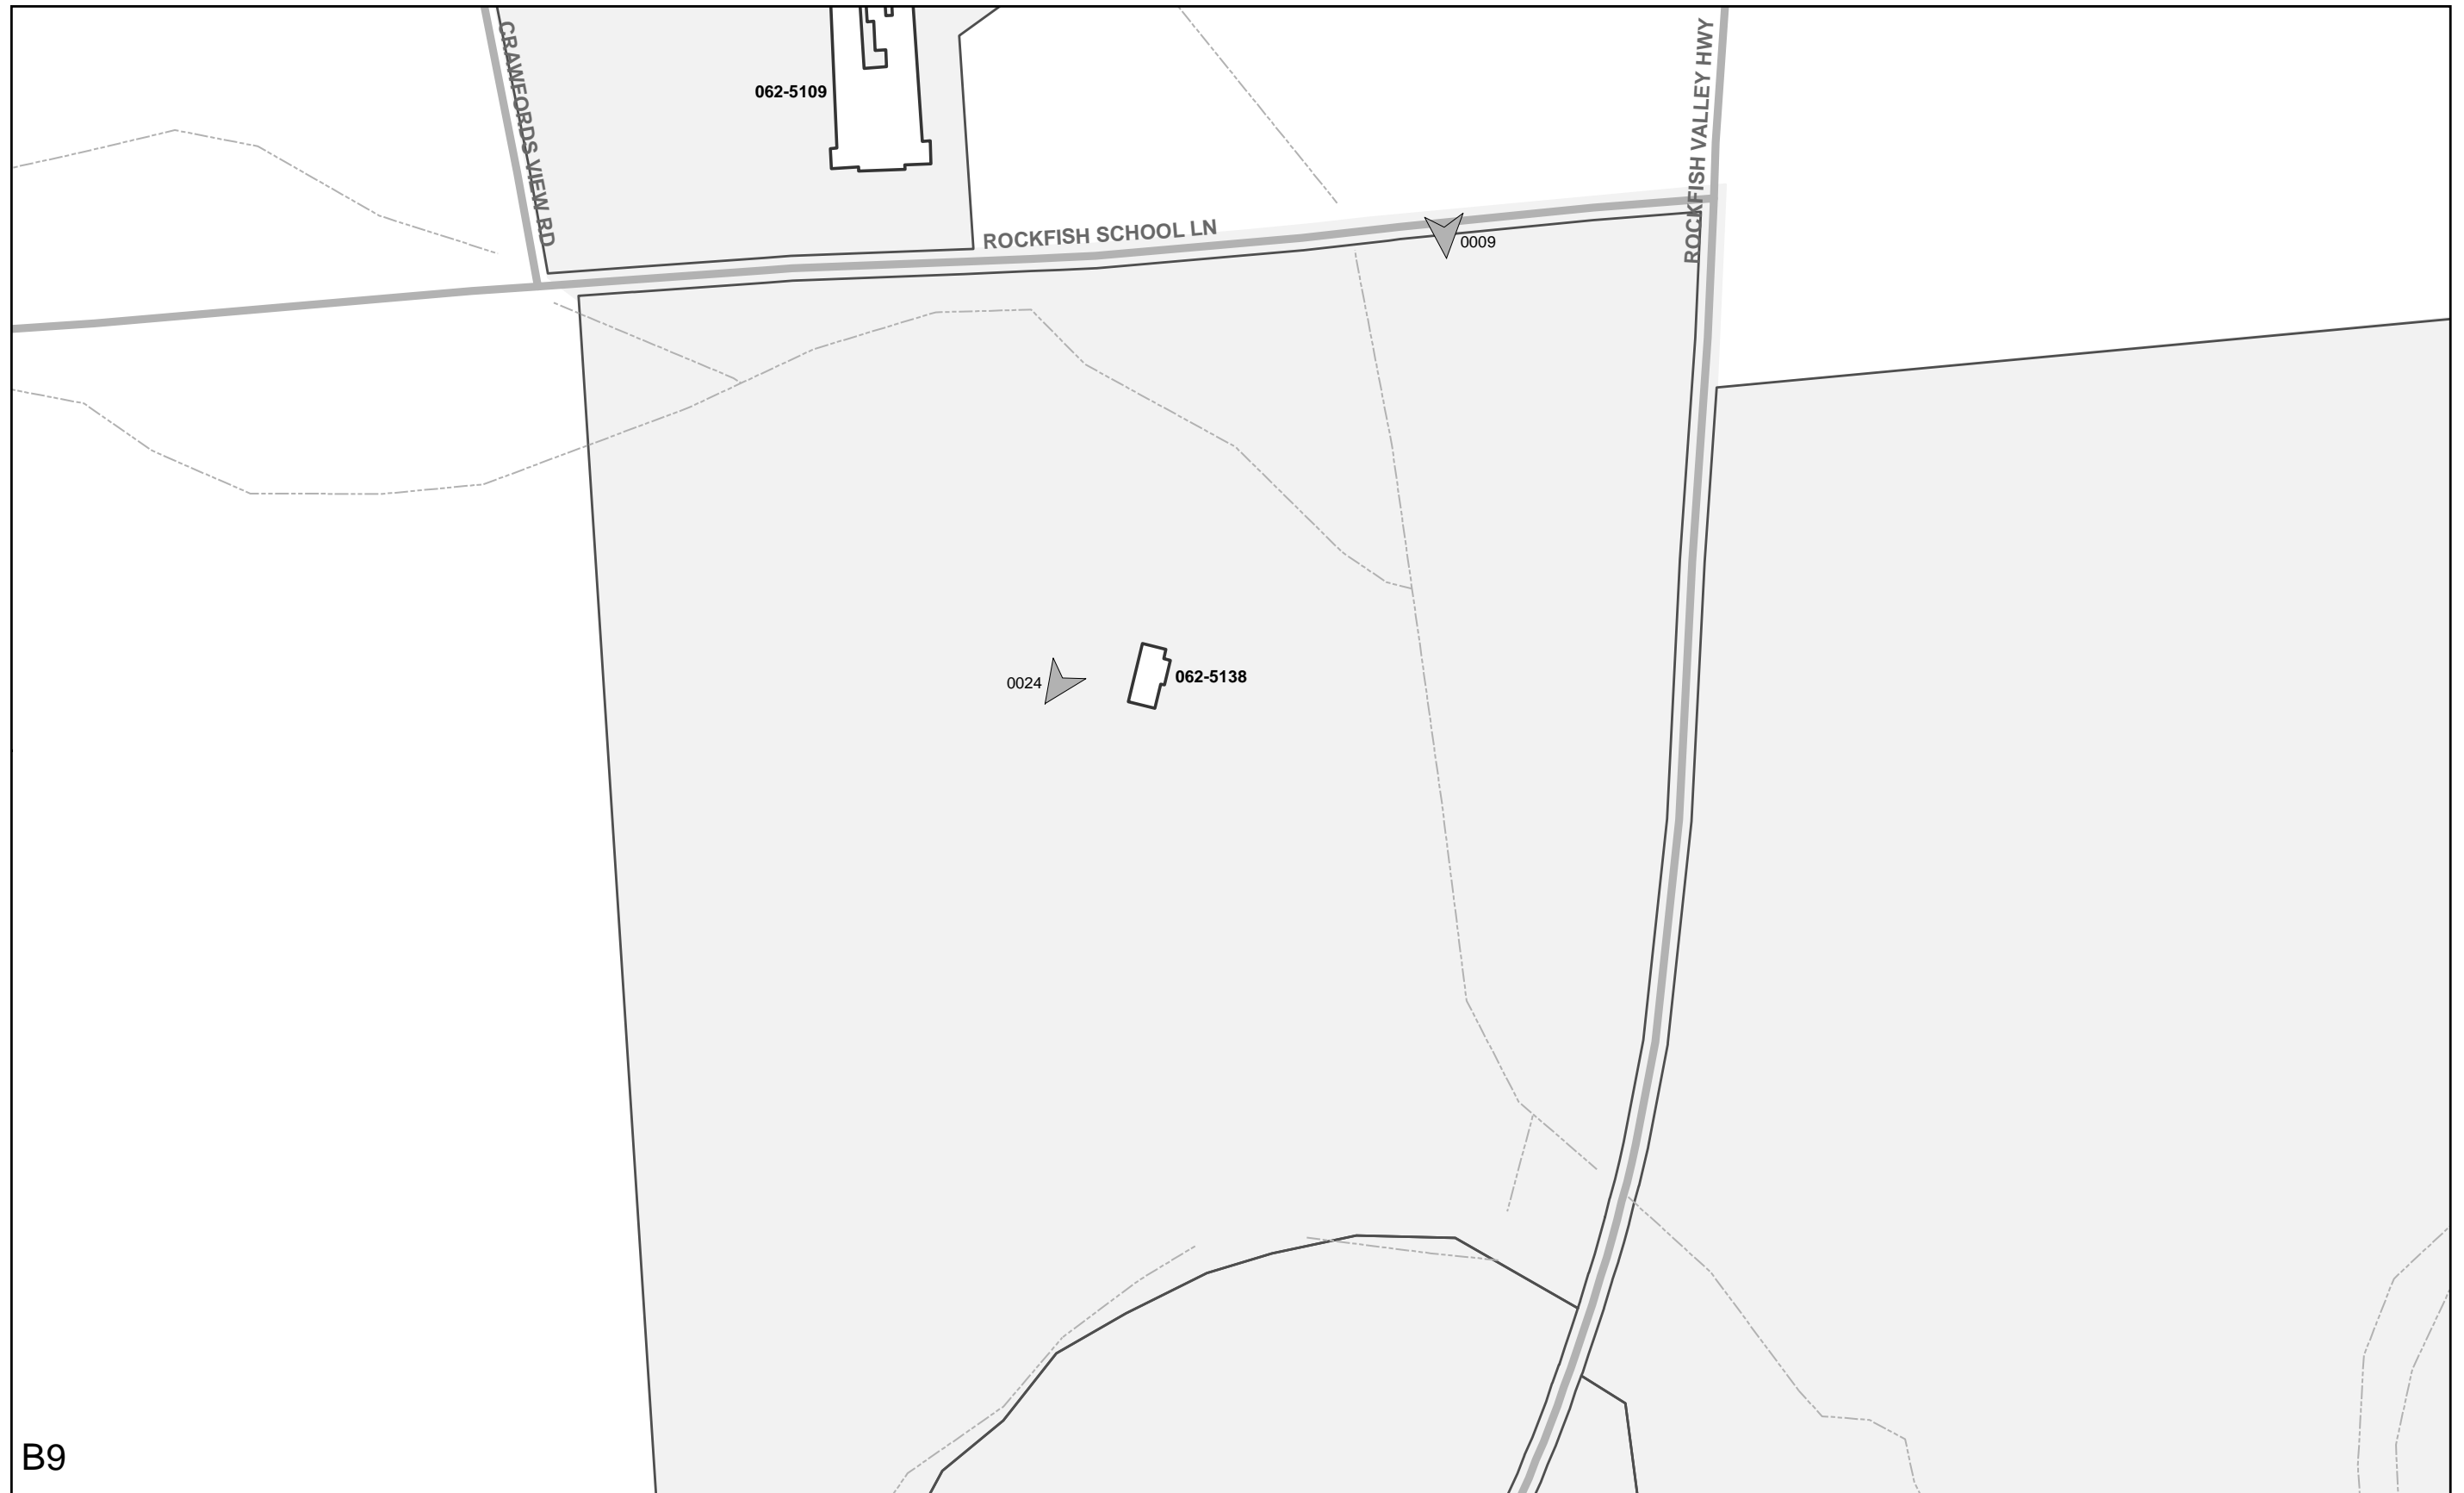 CRAWFORDS VIEW RD
062-5109
ROCKFISH VALLEY HWY
ROCKFISH SCHOOL LN
0009
0024
062-5138
B9